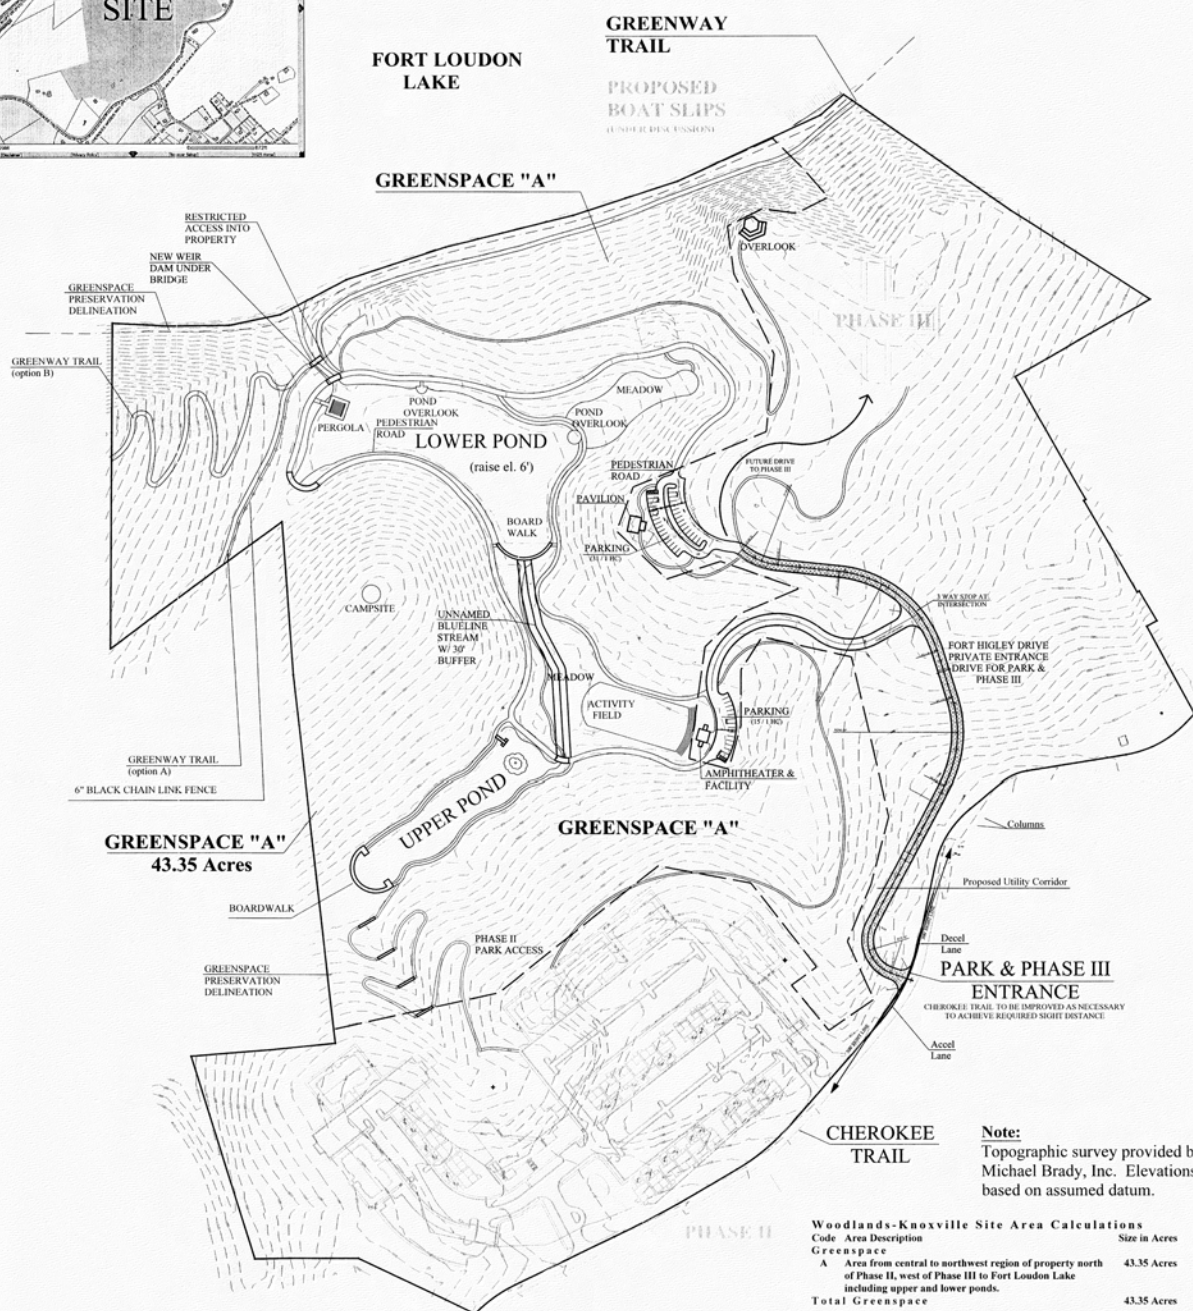 SITE
GREENWAY
TRAIL
FORT LOUDON
LAKE
PROPOSED
BOAT SLIPS
(UNDER DISCUSSION)
GREENSPACE "A"
RESTRICTED
ACCESS INTO
PROPERTY
NEW WEIR
DAM UNDER
BRIDGE
GREENSPACE
PRESERVATION
DELINEATION
OVERLOOK
PHASE III
GREENWAY TRAIL
(option B)
MEADOW
POND
OVERLOOK
POND
OVERLOOK
PERGOLA
PEDESTRIAN
ROAD
LOWER POND
(raise el. 6')
PEDESTRIAN
ROAD
FUTURE DRIVE
TO PHASE III
PAVILION
BOARD
WALK
PARKING
(31 / 1 HC)
CAMPSITE
3 WAY STOP AT
INTERSECTION
UNNAMED
BLUELINE
STREAM
W/ 30'
BUFFER
FORT HIGLEY DRIVE
PRIVATE ENTRANCE
DRIVE FOR PARK &
PHASE III
MEADOW
ACTIVITY
FIELD
PARKING
(15 / 1 HC)
GREENWAY TRAIL
(option A)
6" BLACK CHAIN LINK FENCE
AMPHITHEATER &
FACILITY
UPPER POND
GREENSPACE "A"
Columns
GREENSPACE "A"
43.35 Acres
Proposed Utility Corridor
BOARDWALK
PHASE II
PARK ACCESS
Decel
Lane
GREENSPACE
PRESERVATION
DELINEATION
PARK & PHASE III
ENTRANCE
CHEROKEE TRAIL TO BE IMPROVED AS NECESSARY
TO ACHIEVE REQUIRED SIGHT DISTANCE
Accel
Lane
CHEROKEE
TRAIL
Note:
Topographic survey provided b
Michael Brady, Inc. Elevations
based on assumed datum.
PHASE II
Woodlands-Knoxville Site Area Calculations
Code Area Description Size in Acres
Greenspace
A Area from central to northwest region of property north 43.35 Acres
of Phase II, west of Phase III to Fort Loudon Lake
including upper and lower ponds.
Total Greenspace 43.35 Acres